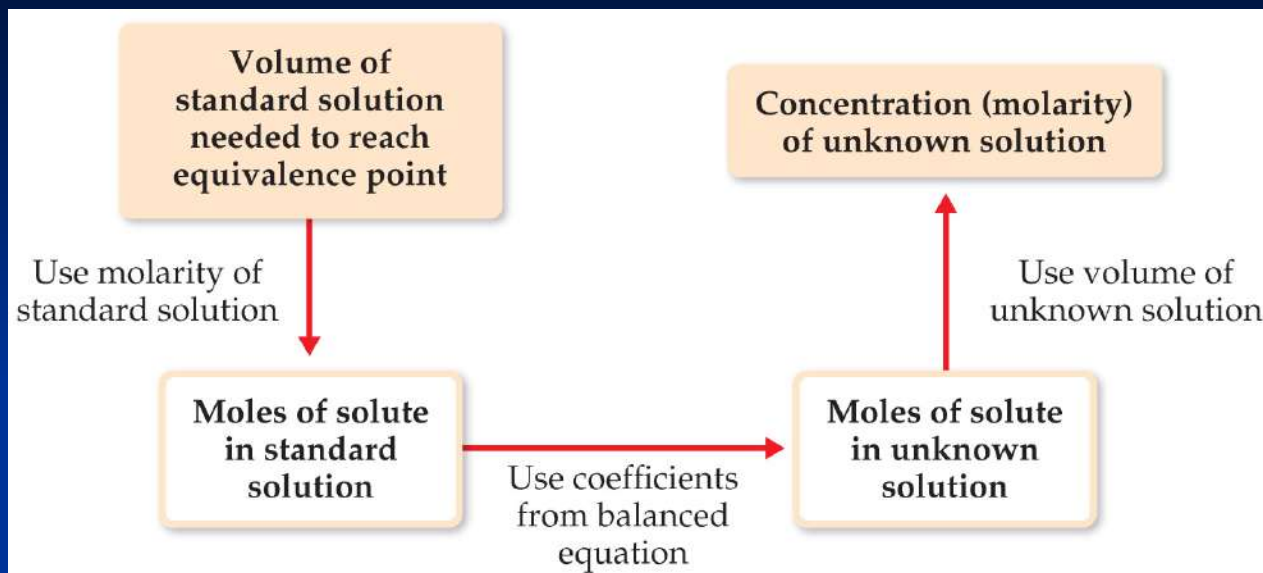 Volume of
standard solution
needed to reach
equivalence point
Use molarity of
standard solution
Moles of solute
in standard
solution
Use coefficients
from balanced
equation
Moles of solute
in unknown
solution
Use volume of
unknown solution
Concentration (molarity)
of unknown solution